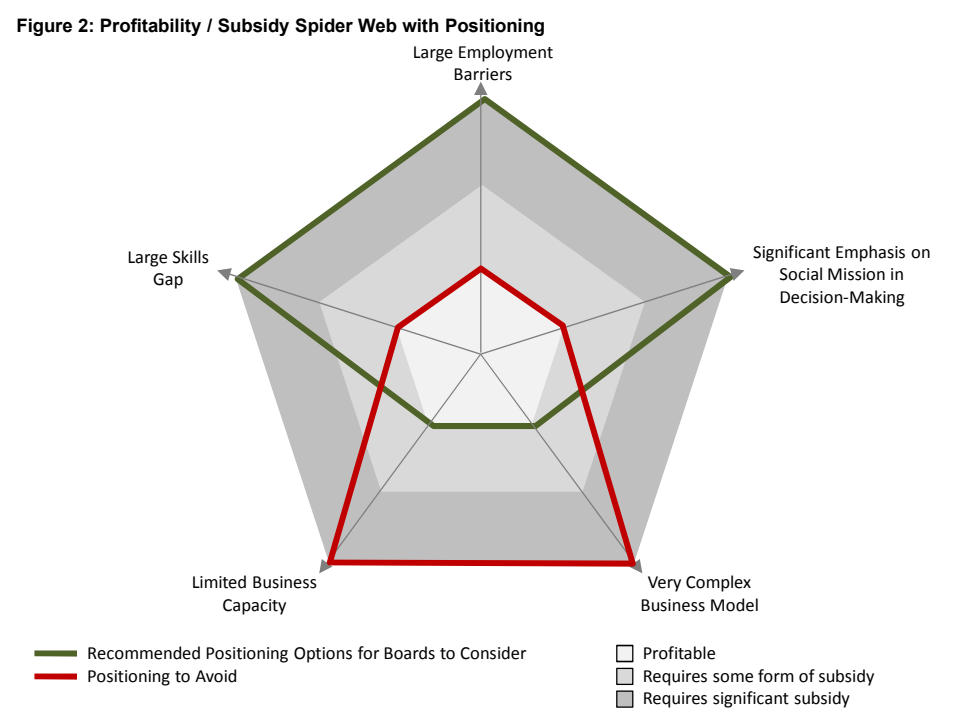 Figure 2: Profitability / Subsidy Spider Web with Positioning
Large Employment
Barriers
Large Skills
Gap
Significant Emphasis on
Social Mission in
Decision-Making
Limited Business
Capacity
Very Complex
Business Model
Recommended Positioning Options for Boards to Consider
Positioning to Avoid
Profitable
Requires some form of subsidy
Requires significant subsidy